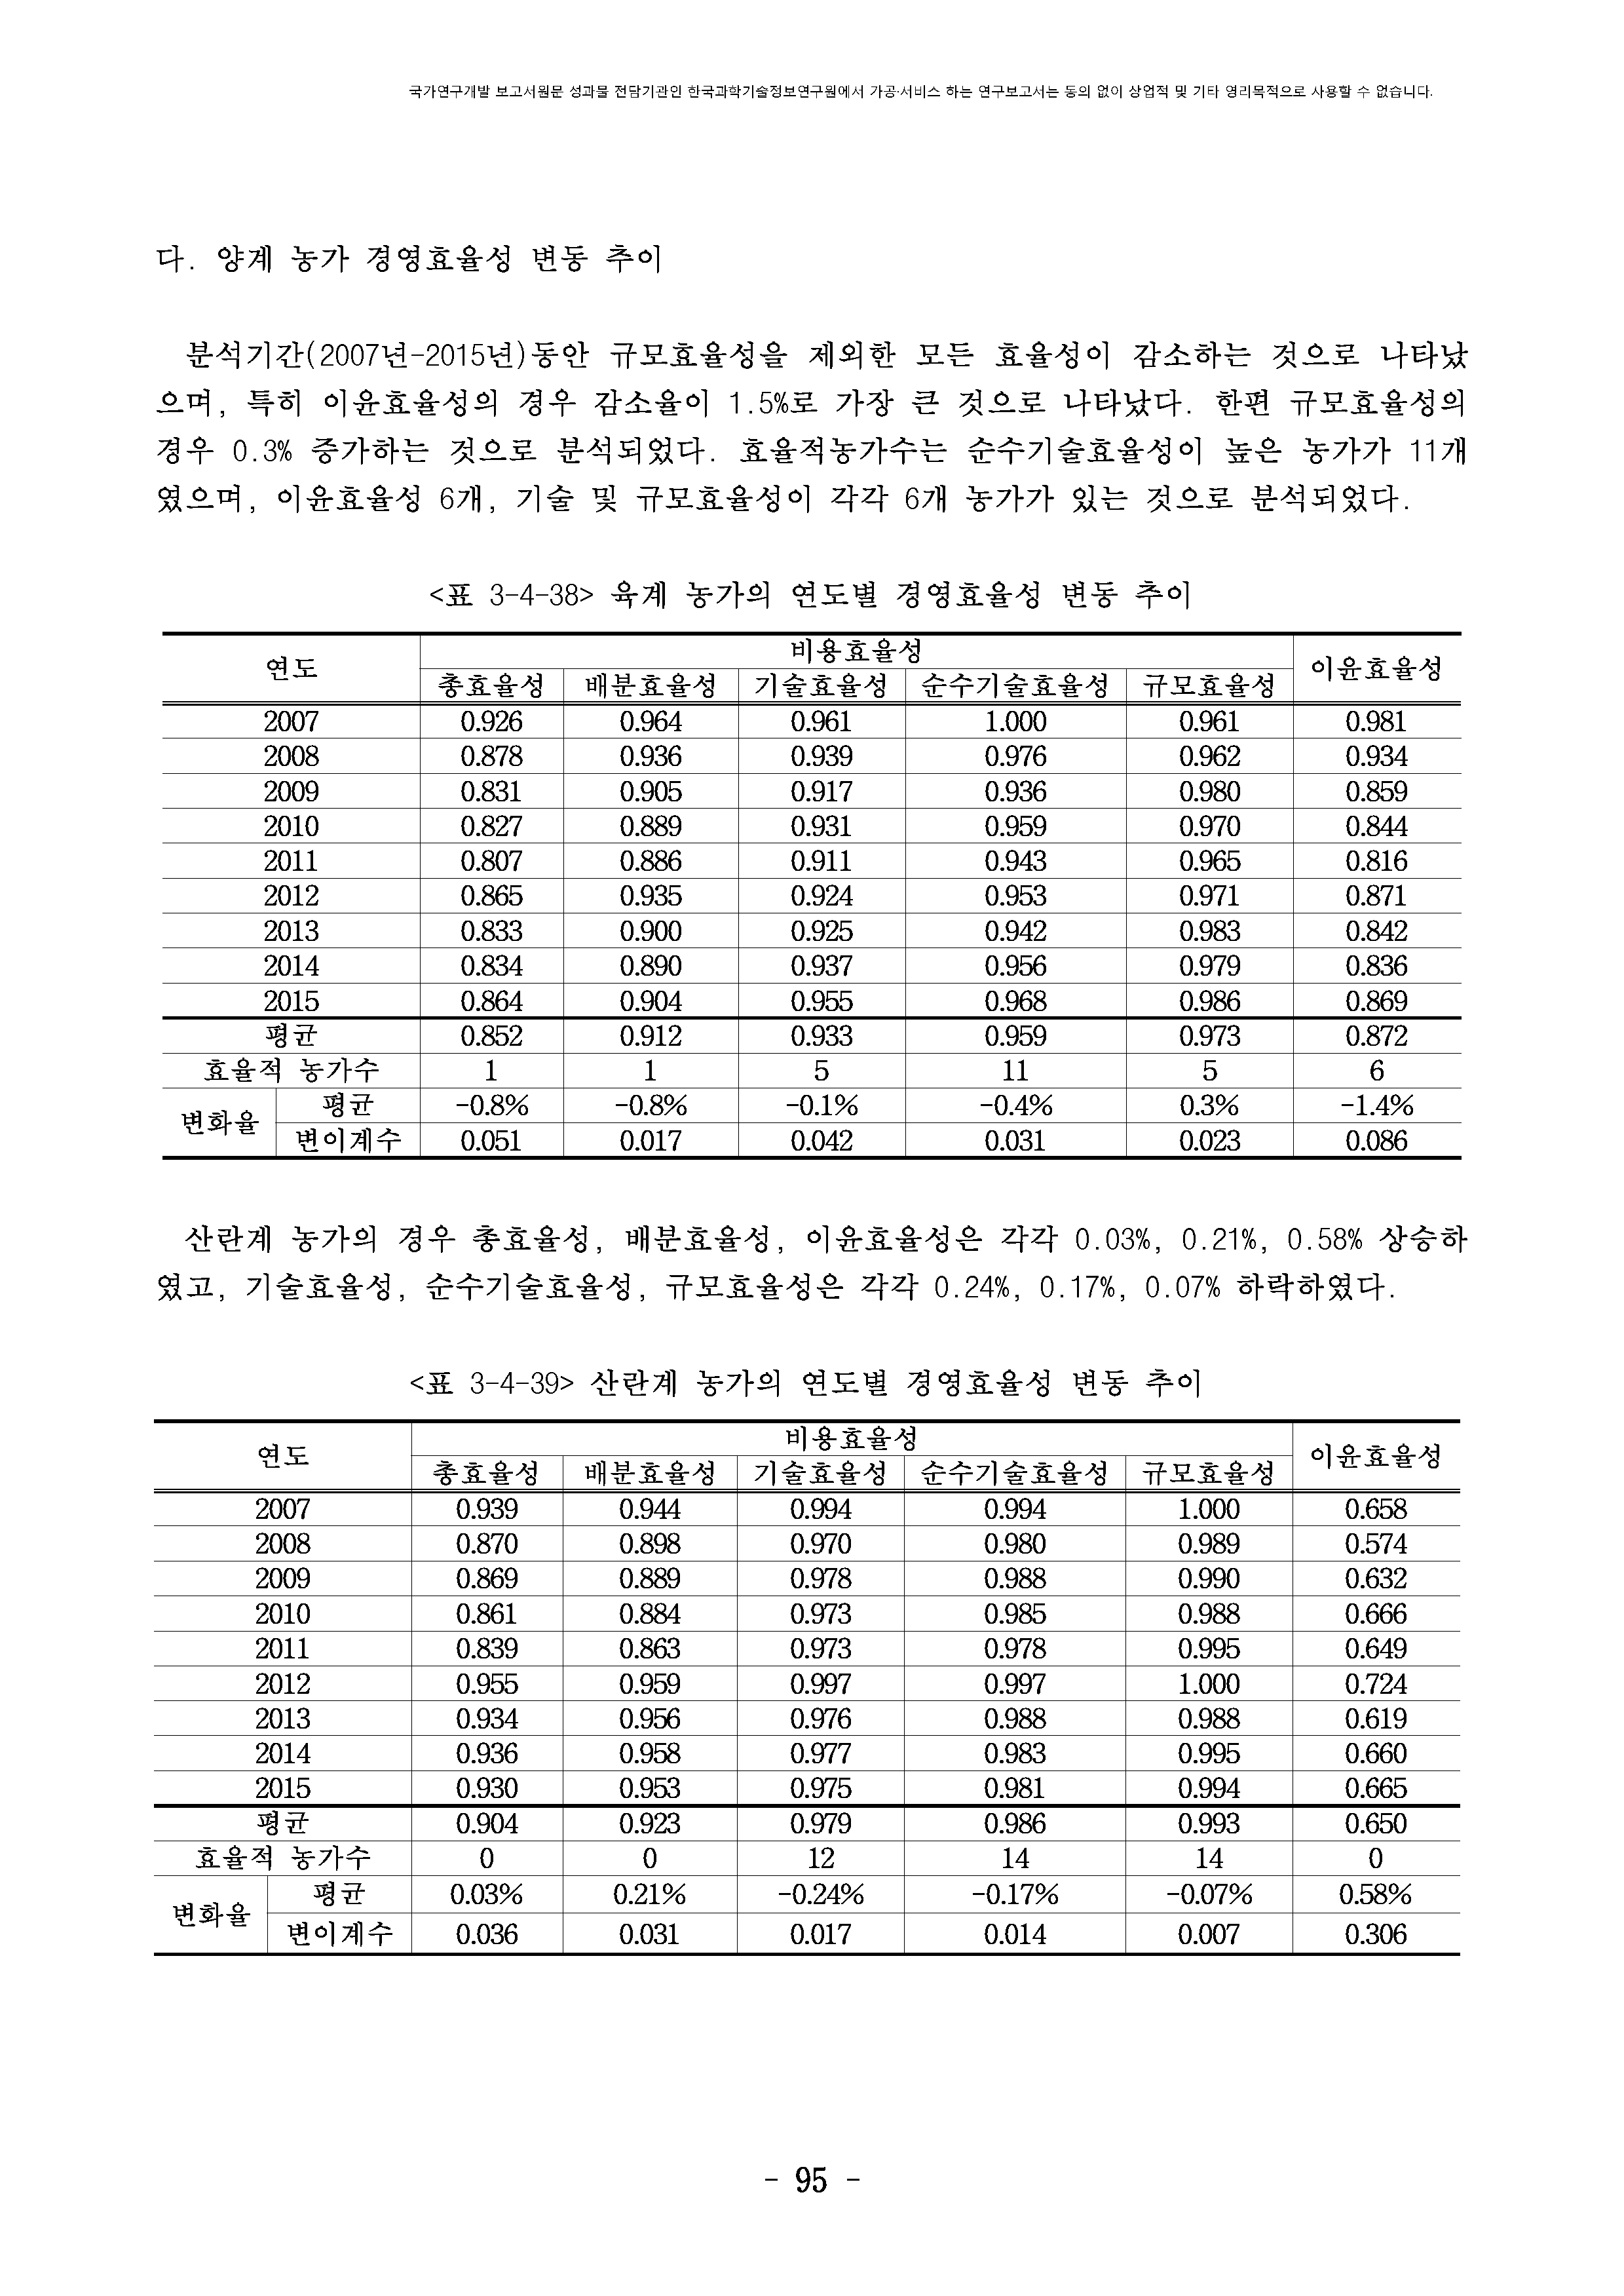 국가연구개발 보고서원문 성과물 전담기관인 한국과학기술정보연구원에서 가공·서비스 하는 연구보고서는 동의 없이 상업적 및 기타 영리목적으로 사용할 수 없습니다.
다. 양계 농가 경영효율성 변동 추이
분석기간(2007년-2015년)동안 규모효율성을 제외한 모든 효율성이 감소하는 것으로 나타났
으며, 특히 이윤효율성의 경우 감소율이 1.5%로 가장 큰 것으로 나타났다. 한편 규모효율성의
경우 0.3% 증가하는 것으로 분석되었다. 효율적농가수는 순수기술효율성이 높은 농가가 11개
였으며, 이윤효율성 6개, 기술 및 규모효율성이 각각 6개 농가가 있는 것으로 분석되었다.
<표 3-4-38> 육계 농가의 연도별 경영효율성 변동 추이
연도 비용효율성 이윤효율성
총효율성 배분효율성 기술효율성 순수기술효율성 규모효율성
2007 0.926 0.964 0.961 1.000 0.961 0.981
2008 0.878 0.936 0.939 0.976 0.962 0.934
2009 0.831 0.905 0.917 0.936 0.980 0.859
2010 0.827 0.889 0.931 0.959 0.970 0.844
2011 0.807 0.886 0.911 0.943 0.965 0.816
2012 0.865 0.935 0.924 0.953 0.971 0.871
2013 0.833 0.900 0.925 0.942 0.983 0.842
2014 0.834 0.890 0.937 0.956 0.979 0.836
2015 0.864 0.904 0.955 0.968 0.986 0.869
평균 0.852 0.912 0.933 0.959 0.973 0.872
효율적 농가수 1 1 5 11 5 6
변화율 평균 -0.8% -0.8% -0.1% -0.4% 0.3% -1.4%
변이계수 0.051 0.017 0.042 0.031 0.023 0.086
산란계 농가의 경우 총효율성, 배분효율성, 이윤효율성은 각각 0.03%, 0.21%, 0.58% 상승하
였고, 기술효율성, 순수기술효율성, 규모효율성은 각각 0.24%, 0.17%, 0.07% 하락하였다.
<표 3-4-39> 산란계 농가의 연도별 경영효율성 변동 추이
연도 비용효율성 이윤효율성
총효율성 배분효율성 기술효율성 순수기술효율성 규모효율성
2007 0.939 0.944 0.994 0.994 1.000 0.658
2008 0.870 0.898 0.970 0.980 0.989 0.574
2009 0.869 0.889 0.978 0.988 0.990 0.632
2010 0.861 0.884 0.973 0.985 0.988 0.666
2011 0.839 0.863 0.973 0.978 0.995 0.649
2012 0.955 0.959 0.997 0.997 1.000 0.724
2013 0.934 0.956 0.976 0.988 0.988 0.619
2014 0.936 0.958 0.977 0.983 0.995 0.660
2015 0.930 0.953 0.975 0.981 0.994 0.665
평균 0.904 0.923 0.979 0.986 0.993 0.650
효율적 농가수 0 0 12 14 14 0
변화율 평균 0.03% 0.21% -0.24% -0.17% -0.07% 0.58%
변이계수 0.036 0.031 0.017 0.014 0.007 0.306
- 95 -